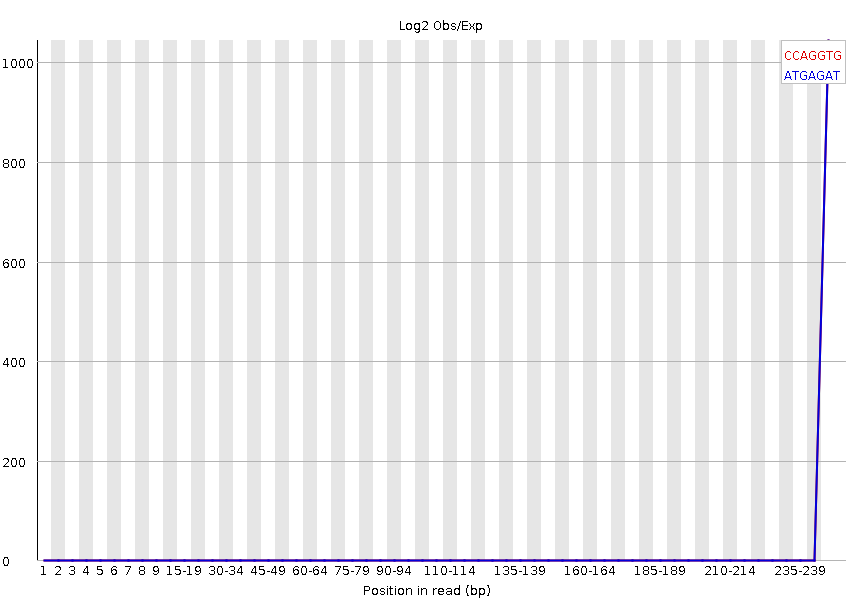 Log2 Obs/Exp
1000
800
600
400
200
0
CCAGGTG
ATGAGAT
1 2 3 4 5 6 7 8 9 15-19 30-34 45-49 60-64 75-79 90-94 110-114 135-139 160-164 185-189 210-214 235-239
Position in read (bp)